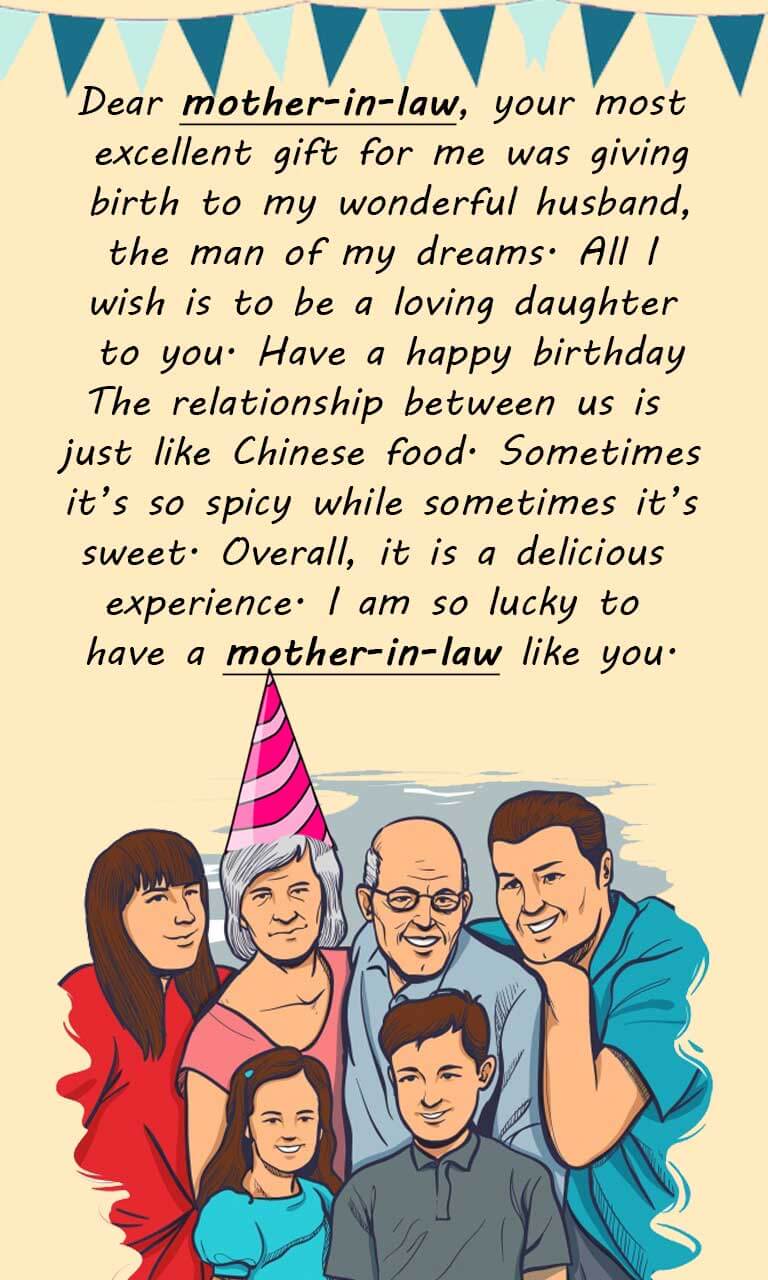 Dear mother-in-law, your most
excellent gift for me was giving
birth to my wonderful husband,
the man of my dreams. All I
wish is to be a loving daughter
to you. Have a happy birthday
The relationship between us is
just like Chinese food. Sometimes
it's so spicy while sometimes it's
sweet. Overall, it is a delicious
experience. I am so lucky to
have a mother-in-law like you.